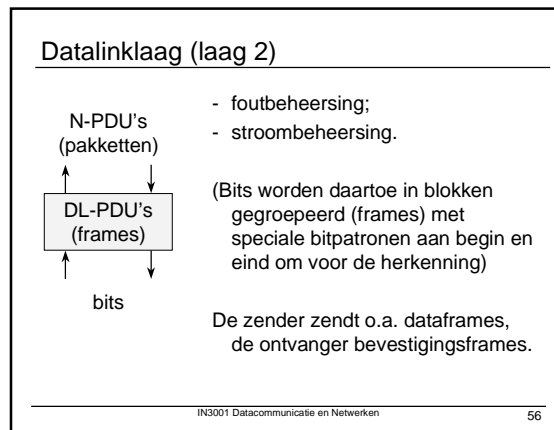 Datalinklaag (laag 2)
N-PDU's
(pakketten)
DL-PDU's
(frames)
bits
- foutbeheersing;
- stroombeheersing.
(Bits worden daartoe in blokken
gegroepeerd (frames) met
speciale bitpatronen aan begin en
eind om voor de herkenning)
De zender zendt o.a. dataframes,
de ontvanger bevestigingsframes.
IN3001 Datacommunicatie en Netwerken
56